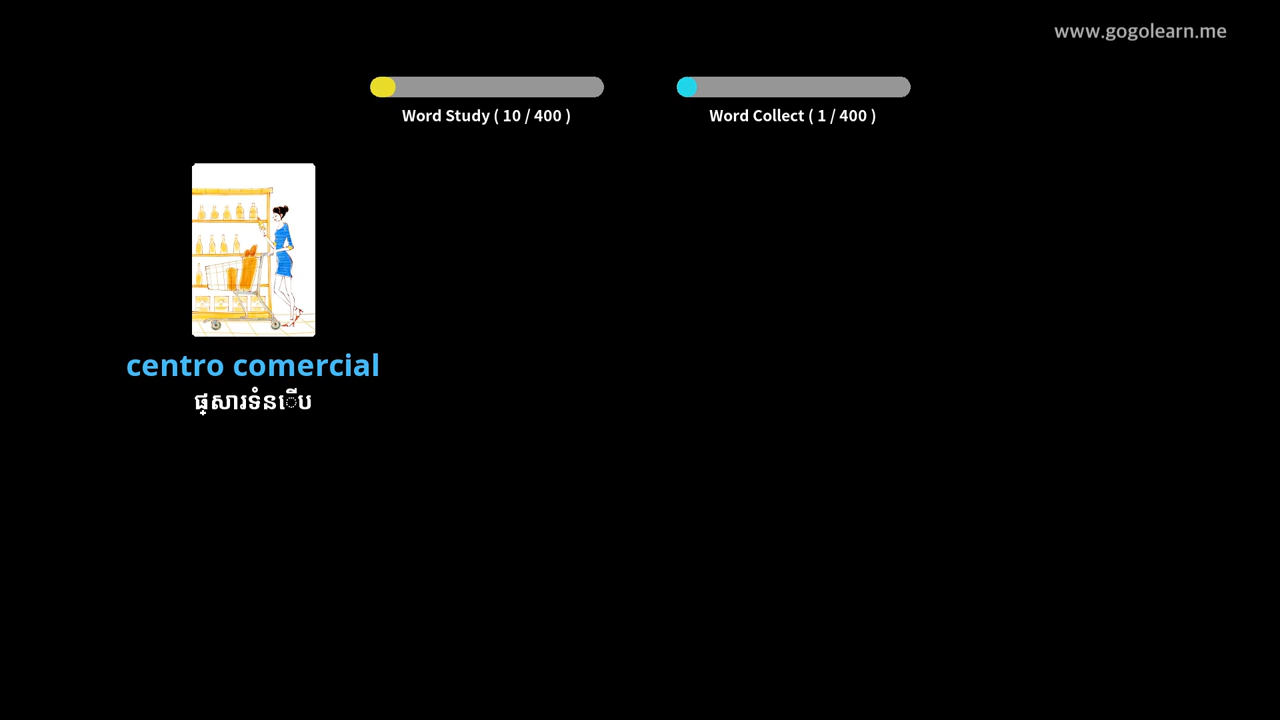 www.gogolearn.me
Word Study ( 10 / 400 )
Word Collect ( 1 / 400 )
centro comercial
ផ្សារទំនើប